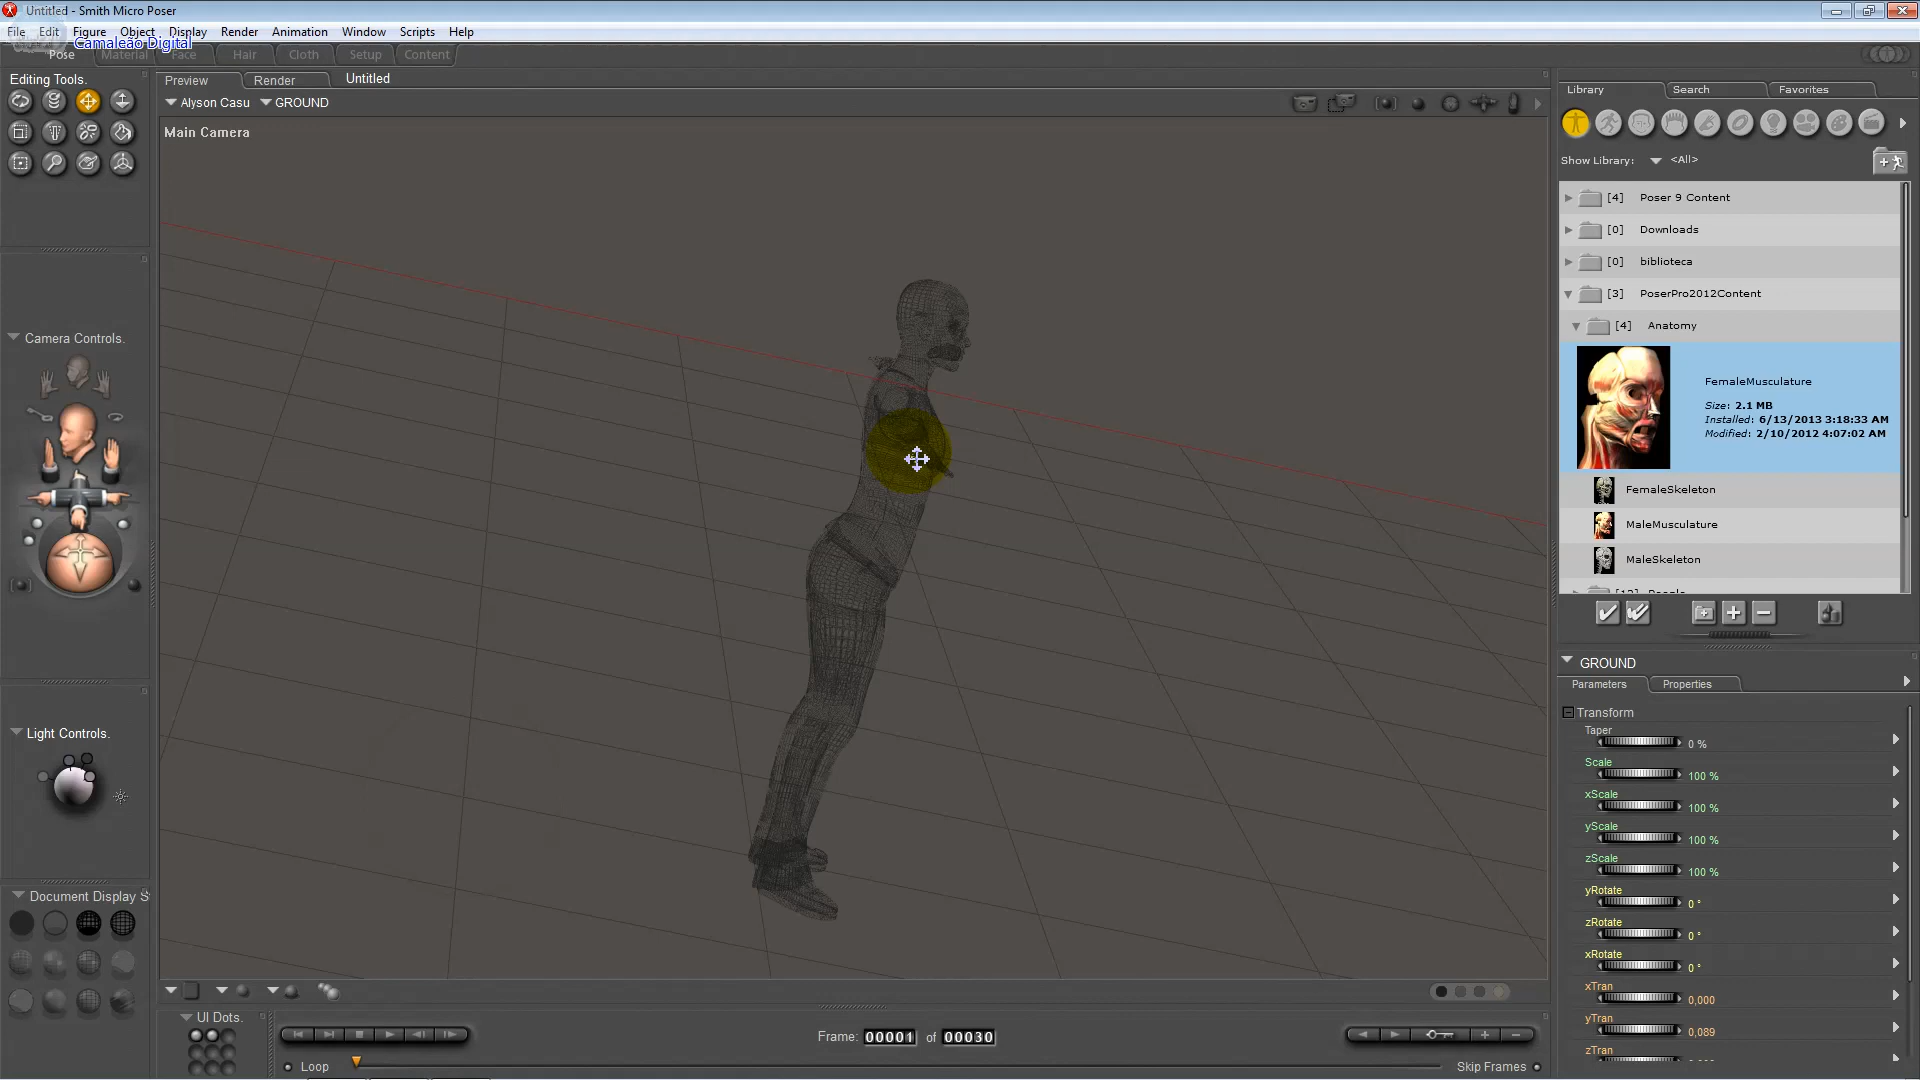 Untitled - Smith Micro Poser
File Edit Figure Object Display Render Animation Window Scripts Help
Camaleão Digital
Pose Material Face Hair Cloth Setup Content
Editing Tools.
Preview Render Untitled
Alyson Casu GROUND
Main Camera
Camera Controls.
Light Controls.
Document Display S
UI Dots.
Frame: 00001 of 00030
Loop
Skip Frames
Library Search Favorites
Show Library: <All>
[4] Poser 9 Content
[0] Downloads
[0] biblioteca
[3] PoserPro2012Content
[4] Anatomy
FemaleMusculature
Size: 2.1 MB
Installed: 6/13/2013 3:18:33 AM
Modified: 2/10/2012 4:07:02 AM
FemaleSkeleton
MaleMusculature
MaleSkeleton
GROUND
Parameters Properties
Transform
Taper
0 %
Scale
100 %
xScale
100 %
yScale
100 %
zScale
100 %
yRotate
0 °
zRotate
0 °
xRotate
0 °
xTran
0,000
yTran
0,089
zTran